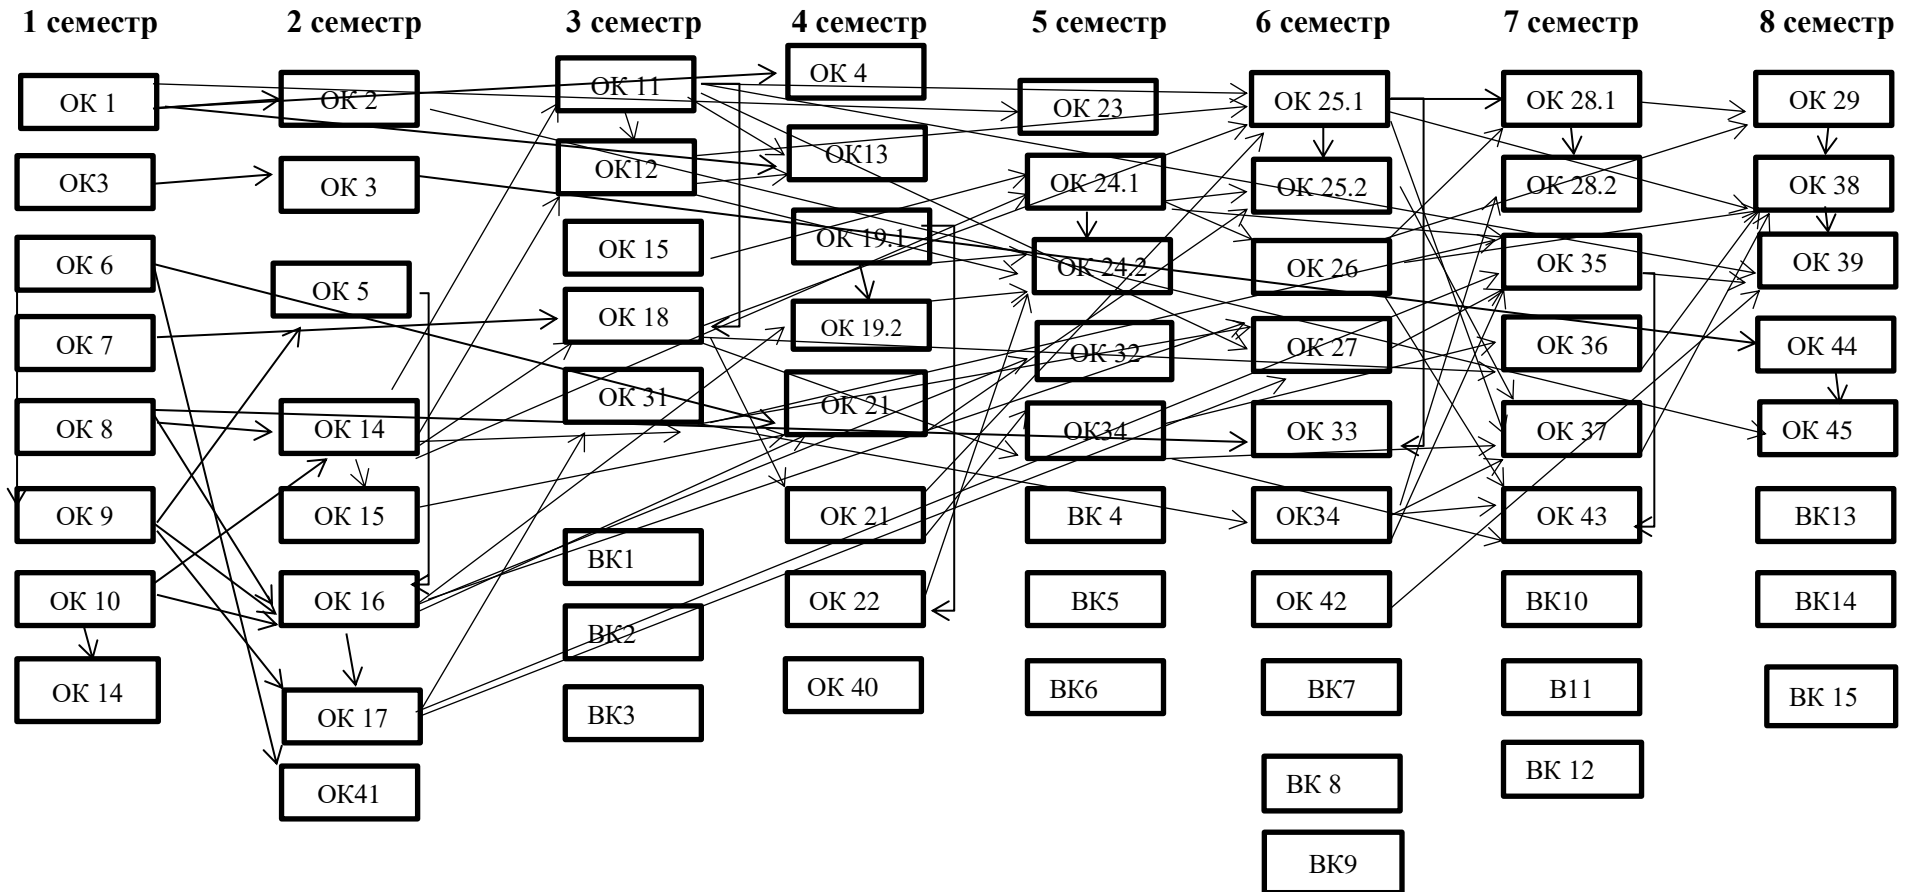 1 семестр
2 семестр
3 семестр
4 семестр
5 семестр
6 семестр
7 семестр
8 семестр
ОК 1
ОК3
ОК 6
ОК 7
ОК 8
ОК 9
ОК 10
ОК 14
ОК 2
ОК 3
ОК 5
ОК 14
ОК 15
ОК 16
ОК 17
ОК41
ОК 11
ОК12
ОК 15
ОК 18
ОК 31
ВК1
ВК2
ВК3
ОК 4
ОК13
ОК 19.1
ОК 19.2
ОК 21
ОК 21
ОК 22
ОК 40
ОК 23
ОК 24.1
ОК 24.2
ОК 32
ОК34
ВК 4
ВК5
ВК6
ОК 25.1
ОК 25.2
ОК 26
ОК 27
ОК 33
ОК34
ОК 42
ВК7
ВК 8
ВК9
ОК 28.1
ОК 28.2
ОК 35
ОК 36
ОК 37
ОК 43
ВК10
В11
ВК 12
ОК 29
ОК 38
ОК 39
ОК 44
ОК 45
ВК13
ВК14
ВК 15